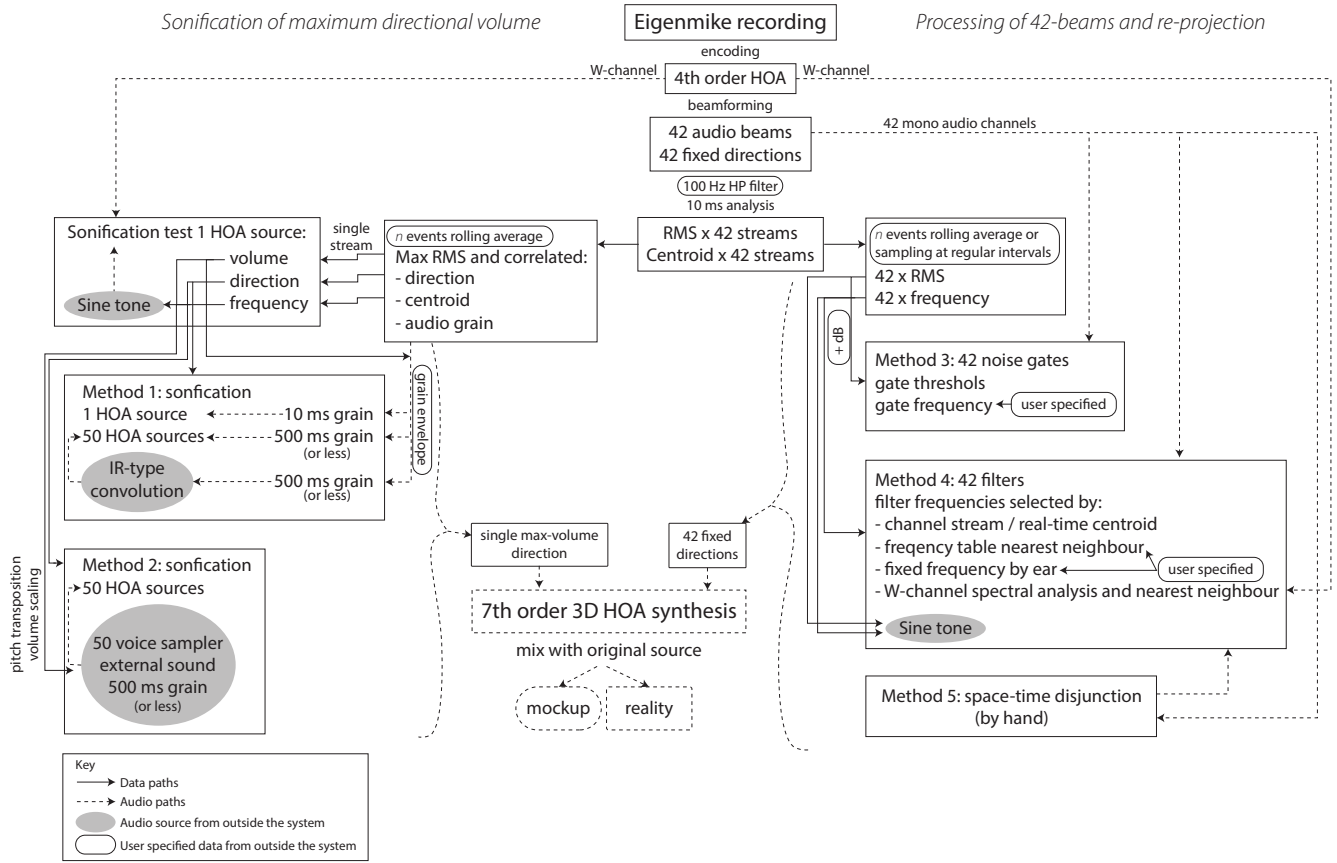 Sonification of maximum directional volume
Eigenmike recording
Processing of 42-beams and re-projection
encoding
W-channel
4th order HOA
W-channel
beamforming
42 audio beams
42 fixed directions
42 mono audio channels
100 Hz HP filter
10 ms analysis
RMS x 42 streams
Centroid x 42 streams
Sonification test 1 HOA source:
volume
direction
frequency
Sine tone
single
stream
n events rolling average
Max RMS and correlated:
- direction
- centroid
- audio grain
n events rolling average or
sampling at regular intervals
42 x RMS
42 x frequency
+ dB
grain envelope
Method 1: sonfication
1 HOA source
10 ms grain
50 HOA sources
500 ms grain
(or less)
IR-type
convolution
500 ms grain
(or less)
Method 3: 42 noise gates
gate threshols
gate frequency
user specified
Method 4: 42 filters
filter frequencies selected by:
- channel stream / real-time centroid
- freqency table nearest neighbour
- fixed frequency by ear
user specified
- W-channel spectral analysis and nearest neighbour
Sine tone
pitch transposition
volume scaling
Method 2: sonfication
50 HOA sources
50 voice sampler
external sound
500 ms grain
(or less)
single max-volume
direction
42 fixed
directions
7th order 3D HOA synthesis
mix with original source
mockup
reality
Method 5: space-time disjunction
(by hand)
Key
Data paths
Audio paths
Audio source from outside the system
User specified data from outside the system